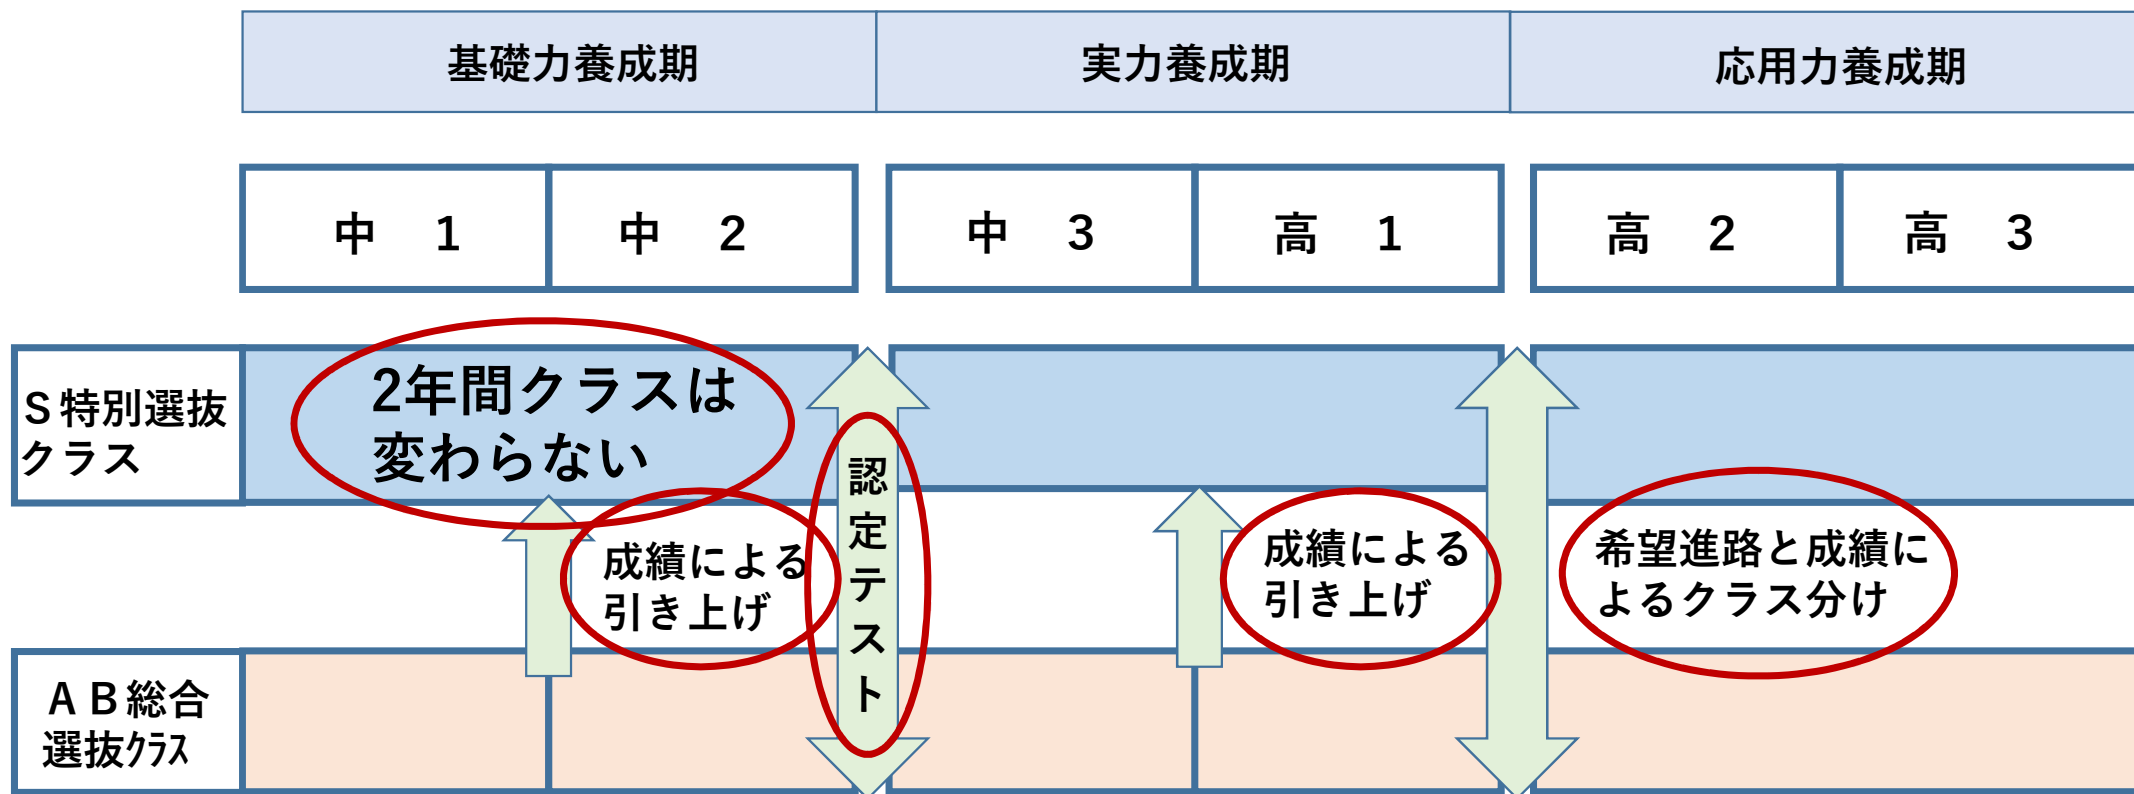 基礎力養成期
実力養成期
応用力養成期
中 1
中 2
中 3
高 1
高 2
高 3
Ｓ特別選抜
クラス
2年間クラスは
変わらない
成績による
引き上げ
認定テスト
成績による
引き上げ
希望進路と成績に
よるクラス分け
ＡＢ総合
選抜ｸﾗｽ